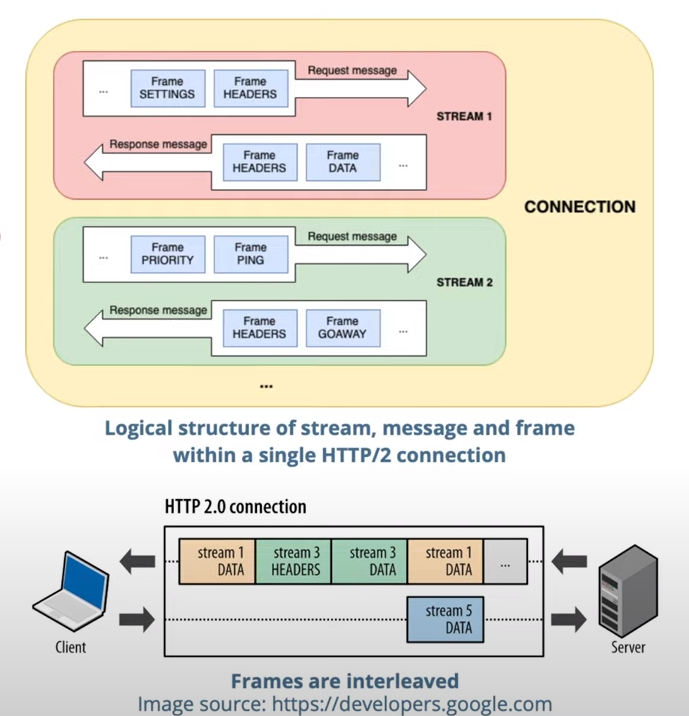 ...
Frame
SETTINGS
Frame
HEADERS
Request message
STREAM 1
Response message
Frame
HEADERS
Frame
DATA
...
CONNECTION
...
Frame
PRIORITY
Frame
PING
Request message
STREAM 2
Response message
Frame
HEADERS
Frame
GOAWAY
...
...
Logical structure of stream, message and frame
within a single HTTP/2 connection
HTTP 2.0 connection
stream 1
DATA
stream 3
HEADERS
stream 3
DATA
stream 1
DATA
...
stream 5
DATA
Client
Server
Frames are interleaved
Image source: https://developers.google.com